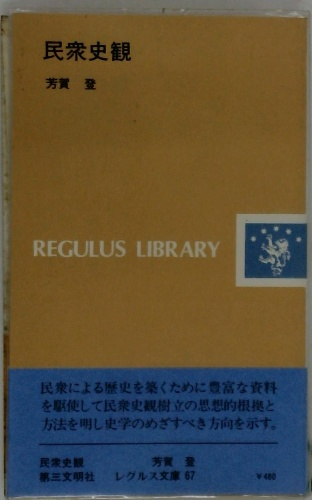 民衆史観
芳賀 登
REGULUS LIBRARY
民衆による歴史を築くために豊富な資料
を駆使して民衆史観樹立の思想的根拠と
方法を明し史学のめざすべき方向を示す。
民衆史観 芳賀 登
第三文明社 レグルス文庫 67 ¥480